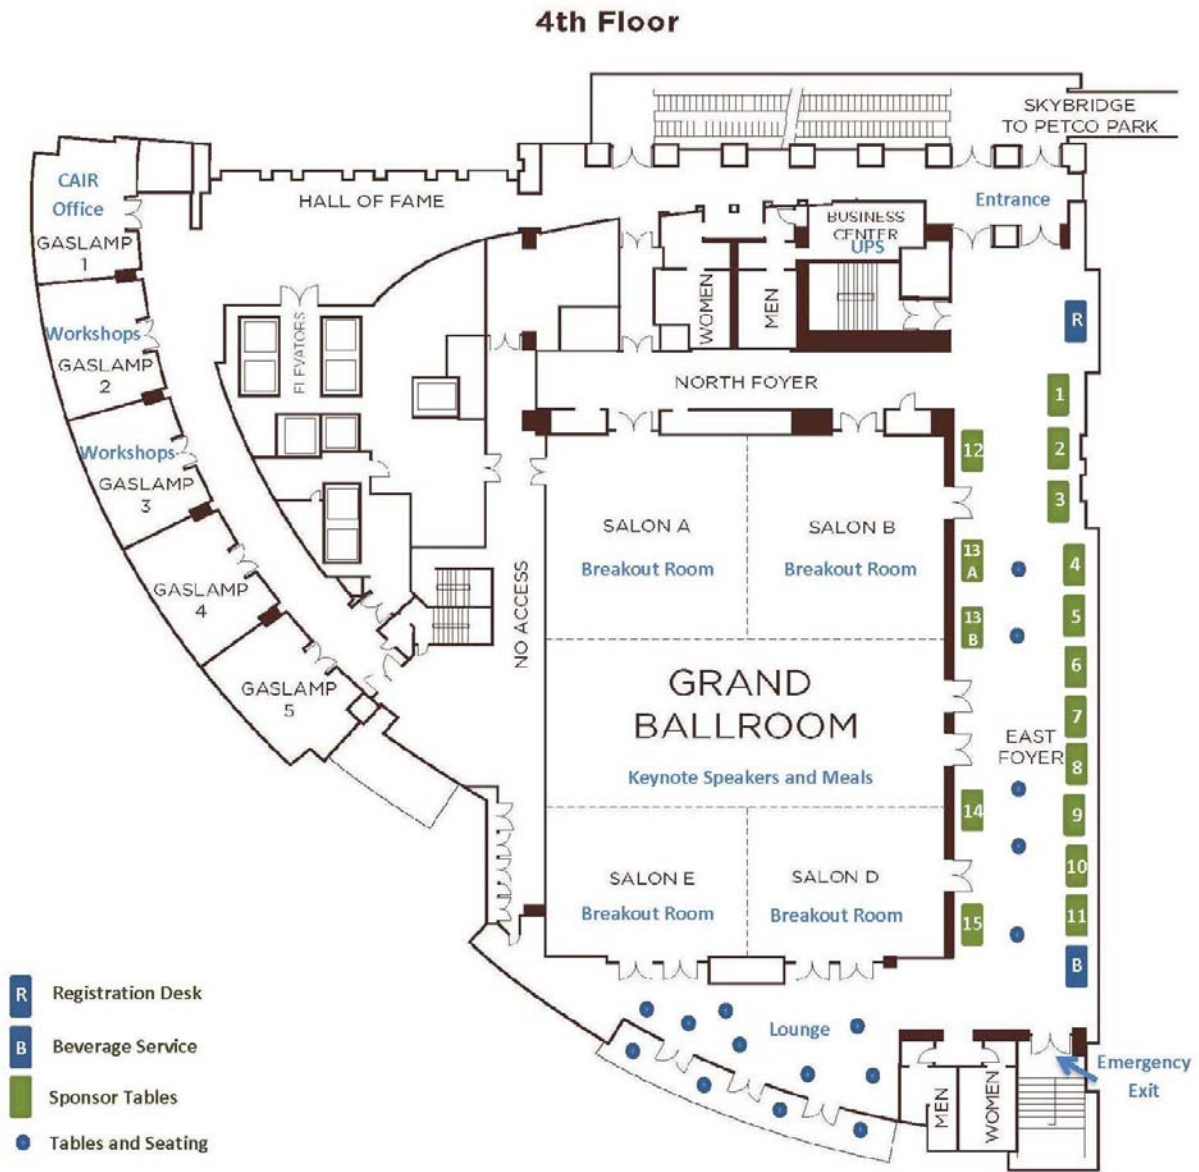 4th Floor
SKYBRIDGE
TO PETCO PARK
CAIR
Office
GASLAMP
1
HALL OF FAME
Entrance
BUSINESS
CENTER
UPS
WOMEN
MEN
R
ELEVATORS
Workshops
GASLAMP
2
NORTH FOYER
1
2
3
12
Workshops
GASLAMP
3
SALON A
Breakout Room
SALON B
Breakout Room
13
A
4
13
B
5
GASLAMP
4
NO ACCESS
6
GASLAMP
5
GRAND
BALLROOM
Keynote Speakers and Meals
7
EAST
FOYER
8
14
9
10
SALON E
Breakout Room
SALON D
Breakout Room
15
11
B
Lounge
MEN
WOMEN
Emergency
Exit
R Registration Desk
B Beverage Service
Sponsor Tables
Tables and Seating